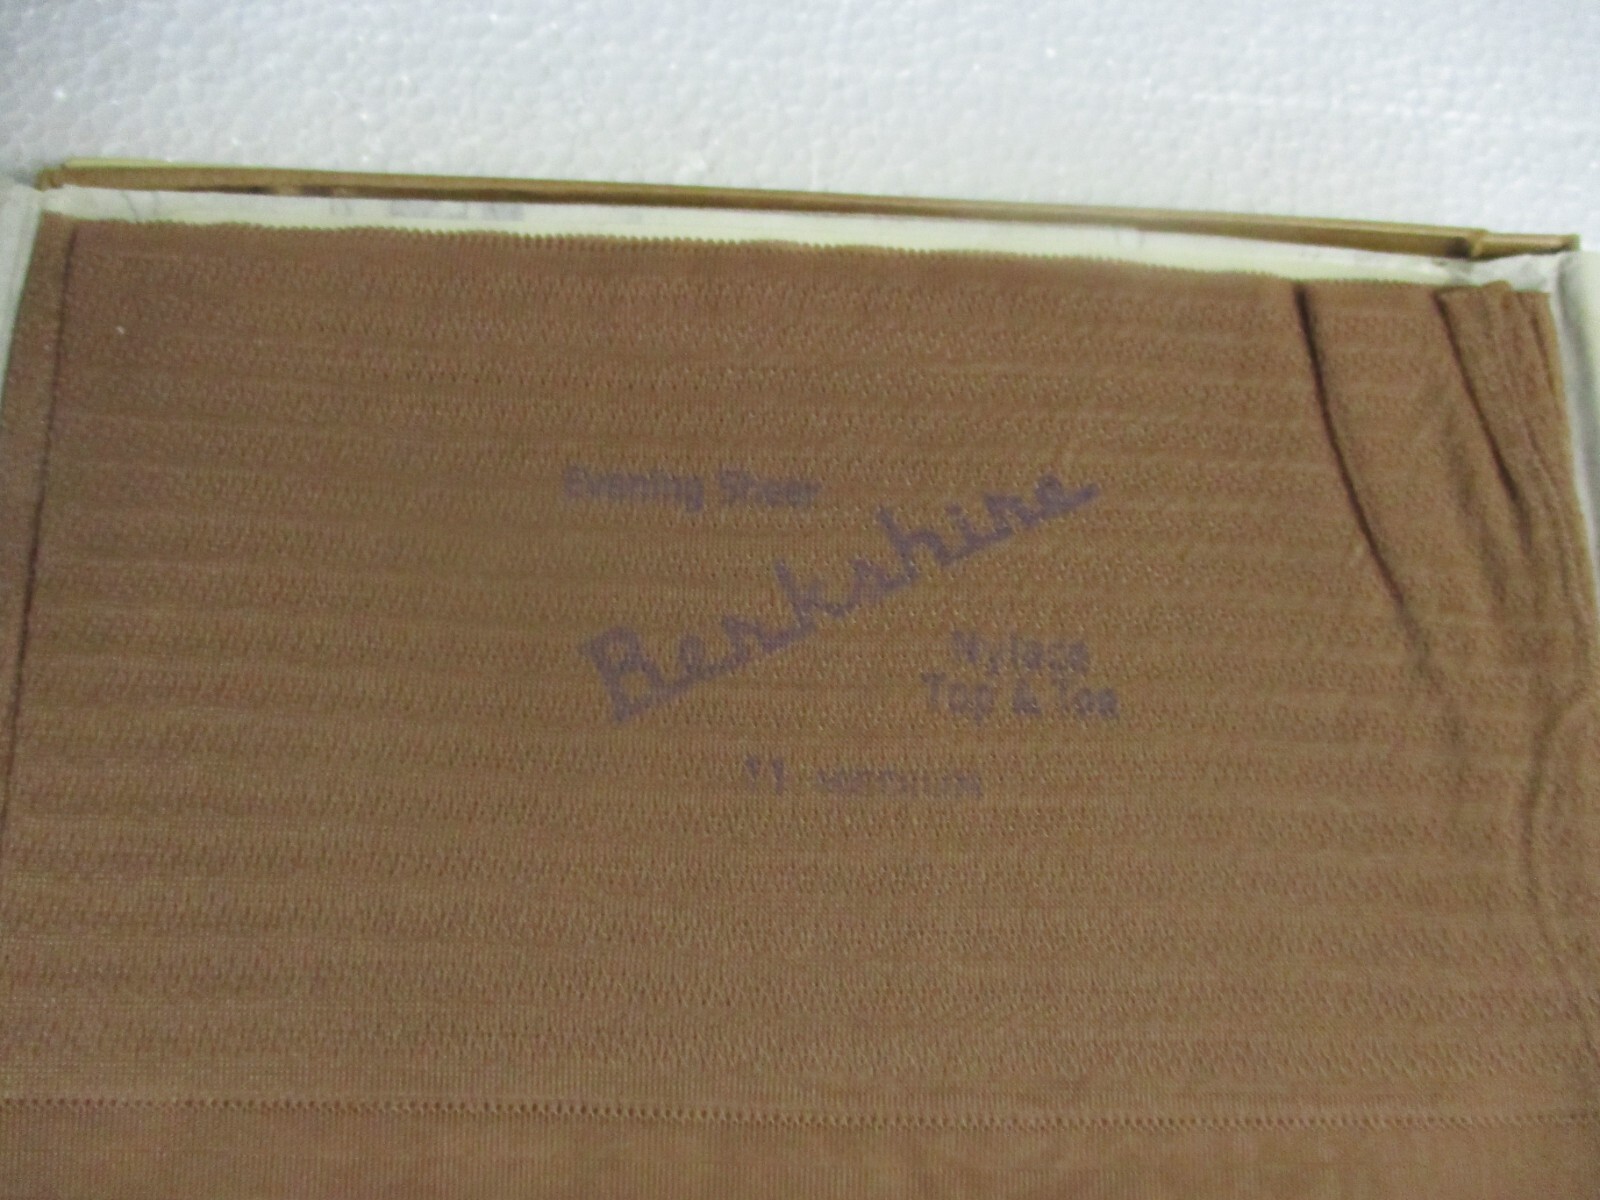 Evening Sheer
Berkshire
Nylace
Top & Toe
11 MEDIUM